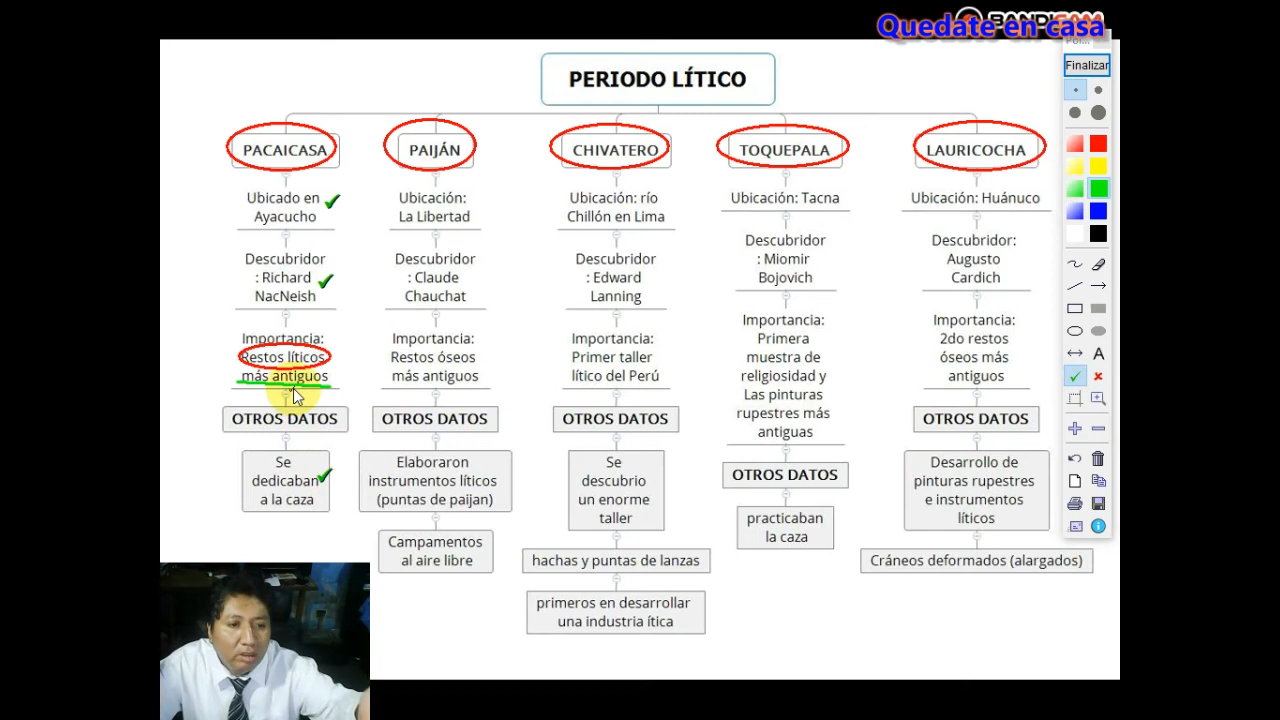 BANDICAM
Quedate en casa
Finalizar
PERIODO LÍTICO
PACAICASA
Ubicado en
Ayacucho
Descubridor
: Richard
NacNeish
Importancia:
Restos líticos
más antiguos
OTROS DATOS
Se
dedicaban
a la caza
PAIJÁN
Ubicación:
La Libertad
Descubridor
: Claude
Chauchat
Importancia:
Restos óseos
más antiguos
OTROS DATOS
Elaboraron
instrumentos líticos
(puntas de paijan)
Campamentos
al aire libre
CHIVATERO
Ubicación: río
Chillón en Lima
Descubridor
: Edward
Lanning
Importancia:
Primer taller
lítico del Perú
OTROS DATOS
Se
descubrio
un enorme
taller
hachas y puntas de lanzas
primeros en desarrollar
una industria ítica
TOQUEPALA
Ubicación: Tacna
Descubridor
: Miomir
Bojovich
Importancia:
Primera
muestra de
religiosidad y
Las pinturas
rupestres más
antiguas
OTROS DATOS
practicaban
la caza
LAURICOCHA
Ubicación: Huánuco
Descubridor:
Augusto
Cardich
Importancia:
2do restos
óseos más
antiguos
OTROS DATOS
Desarrollo de
pinturas rupestres
e instrumentos
líticos
Cráneos deformados (alargados)